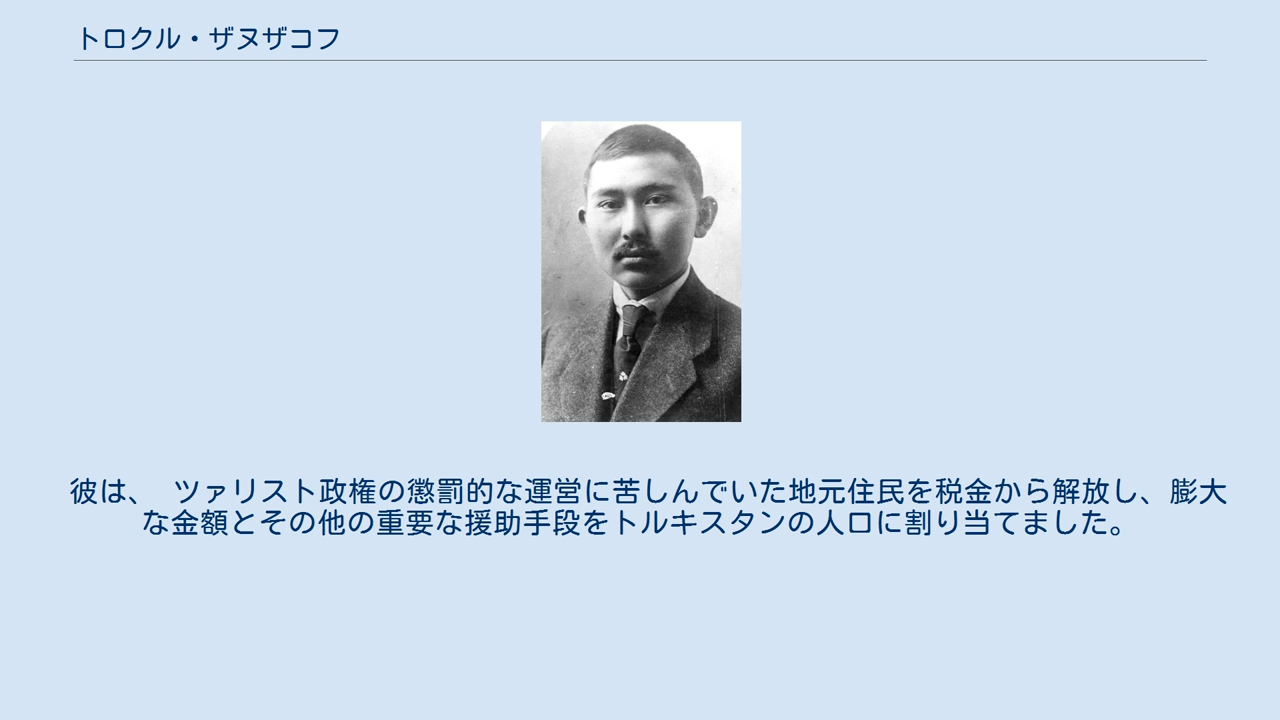 トロクル・ザヌザコフ
彼は、 ツァリスト政権の懲罰的な運営に苦しんでいた地元住民を税金から解放し、膨大
な金額とその他の重要な援助手段をトルキスタンの人口に割り当てました。